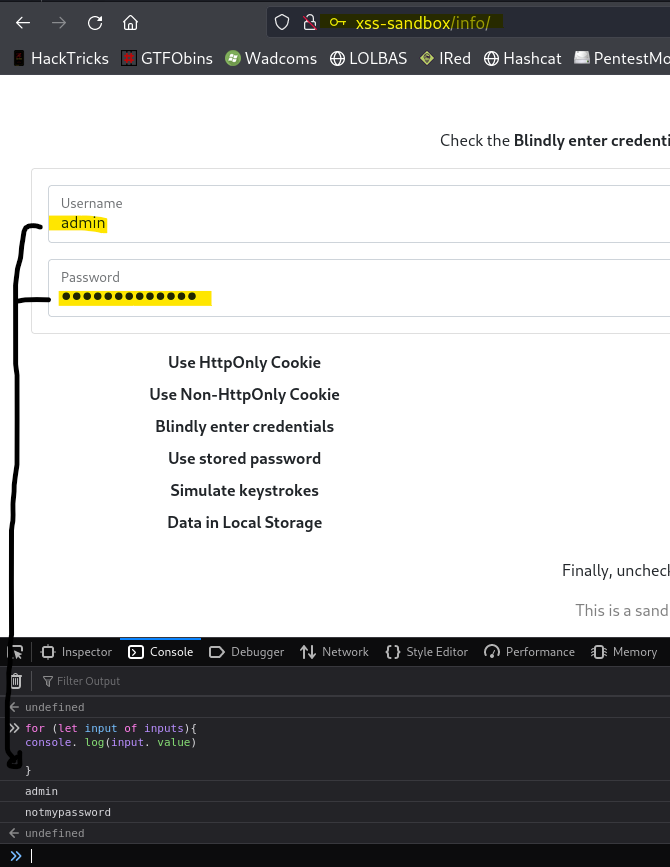 xss-sandbox/info/
HackTricks GTFObins Wadcoms LOLBAS IRed Hashcat PentestMo
Check the Blindly enter credenti
Username
admin
Password
●●●●●●●●●●●●●
Use HttpOnly Cookie
Use Non-HttpOnly Cookie
Blindly enter credentials
Use stored password
Simulate keystrokes
Data in Local Storage
Finally, uncheck
This is a sand
Inspector Console Debugger Network Style Editor Performance Memory
Filter Output
undefined
for (let input of inputs){
console. log(input. value)
}
admin
notmypassword
undefined